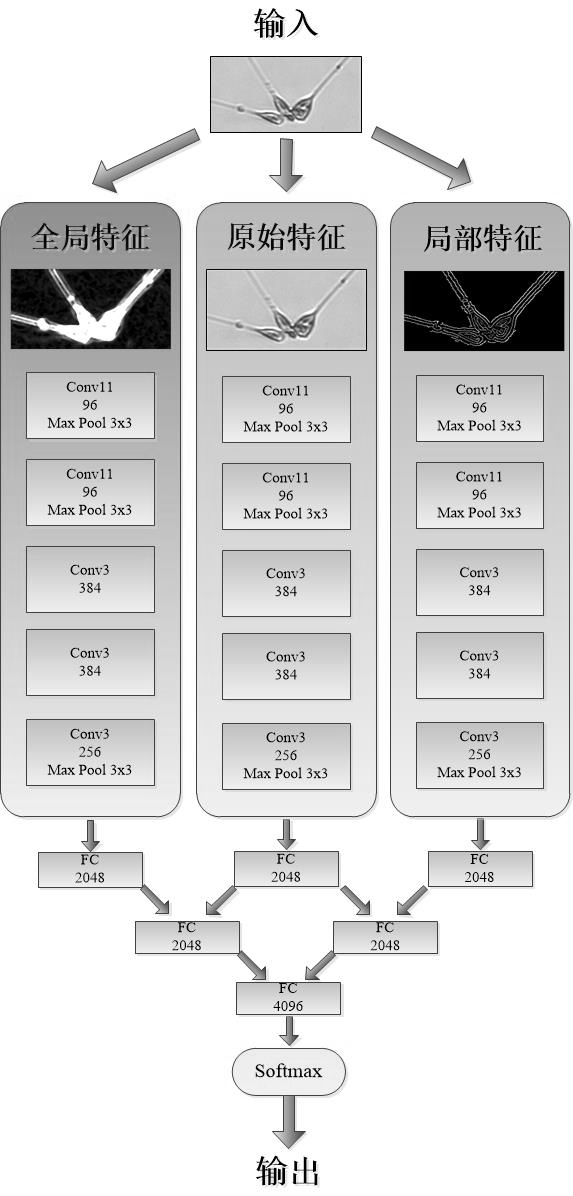 输入
全局特征
原始特征
局部特征
Conv11
96
Max Pool 3x3
Conv11
96
Max Pool 3x3
Conv11
96
Max Pool 3x3
Conv11
96
Max Pool 3x3
Conv11
96
Max Pool 3x3
Conv11
96
Max Pool 3x3
Conv3
384
Conv3
384
Conv3
384
Conv3
384
Conv3
384
Conv3
384
Conv3
256
Max Pool 3x3
Conv3
256
Max Pool 3x3
Conv3
256
Max Pool 3x3
FC
2048
FC
2048
FC
2048
FC
2048
FC
2048
FC
4096
Softmax
输出